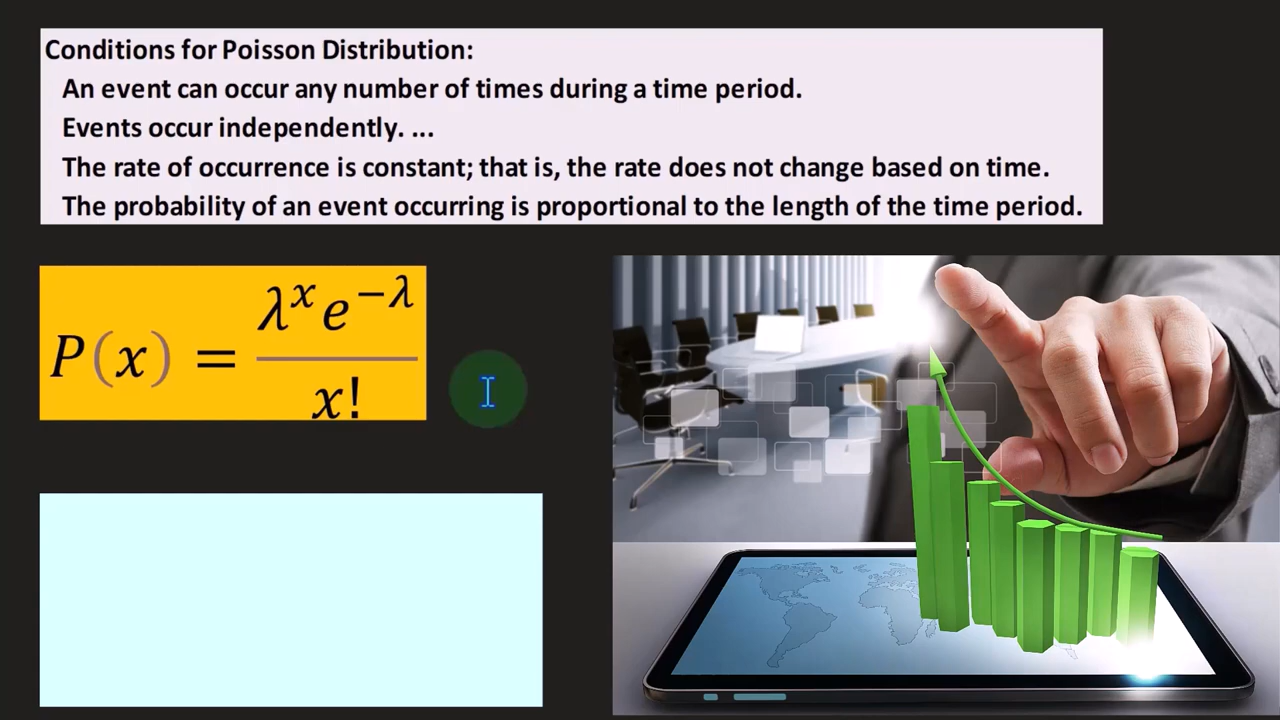 Conditions for Poisson Distribution:
An event can occur any number of times during a time period.
Events occur independently. ...
The rate of occurrence is constant; that is, the rate does not change based on time.
The probability of an event occurring is proportional to the length of the time period.
P(x) = λ^x e^−λ / x!